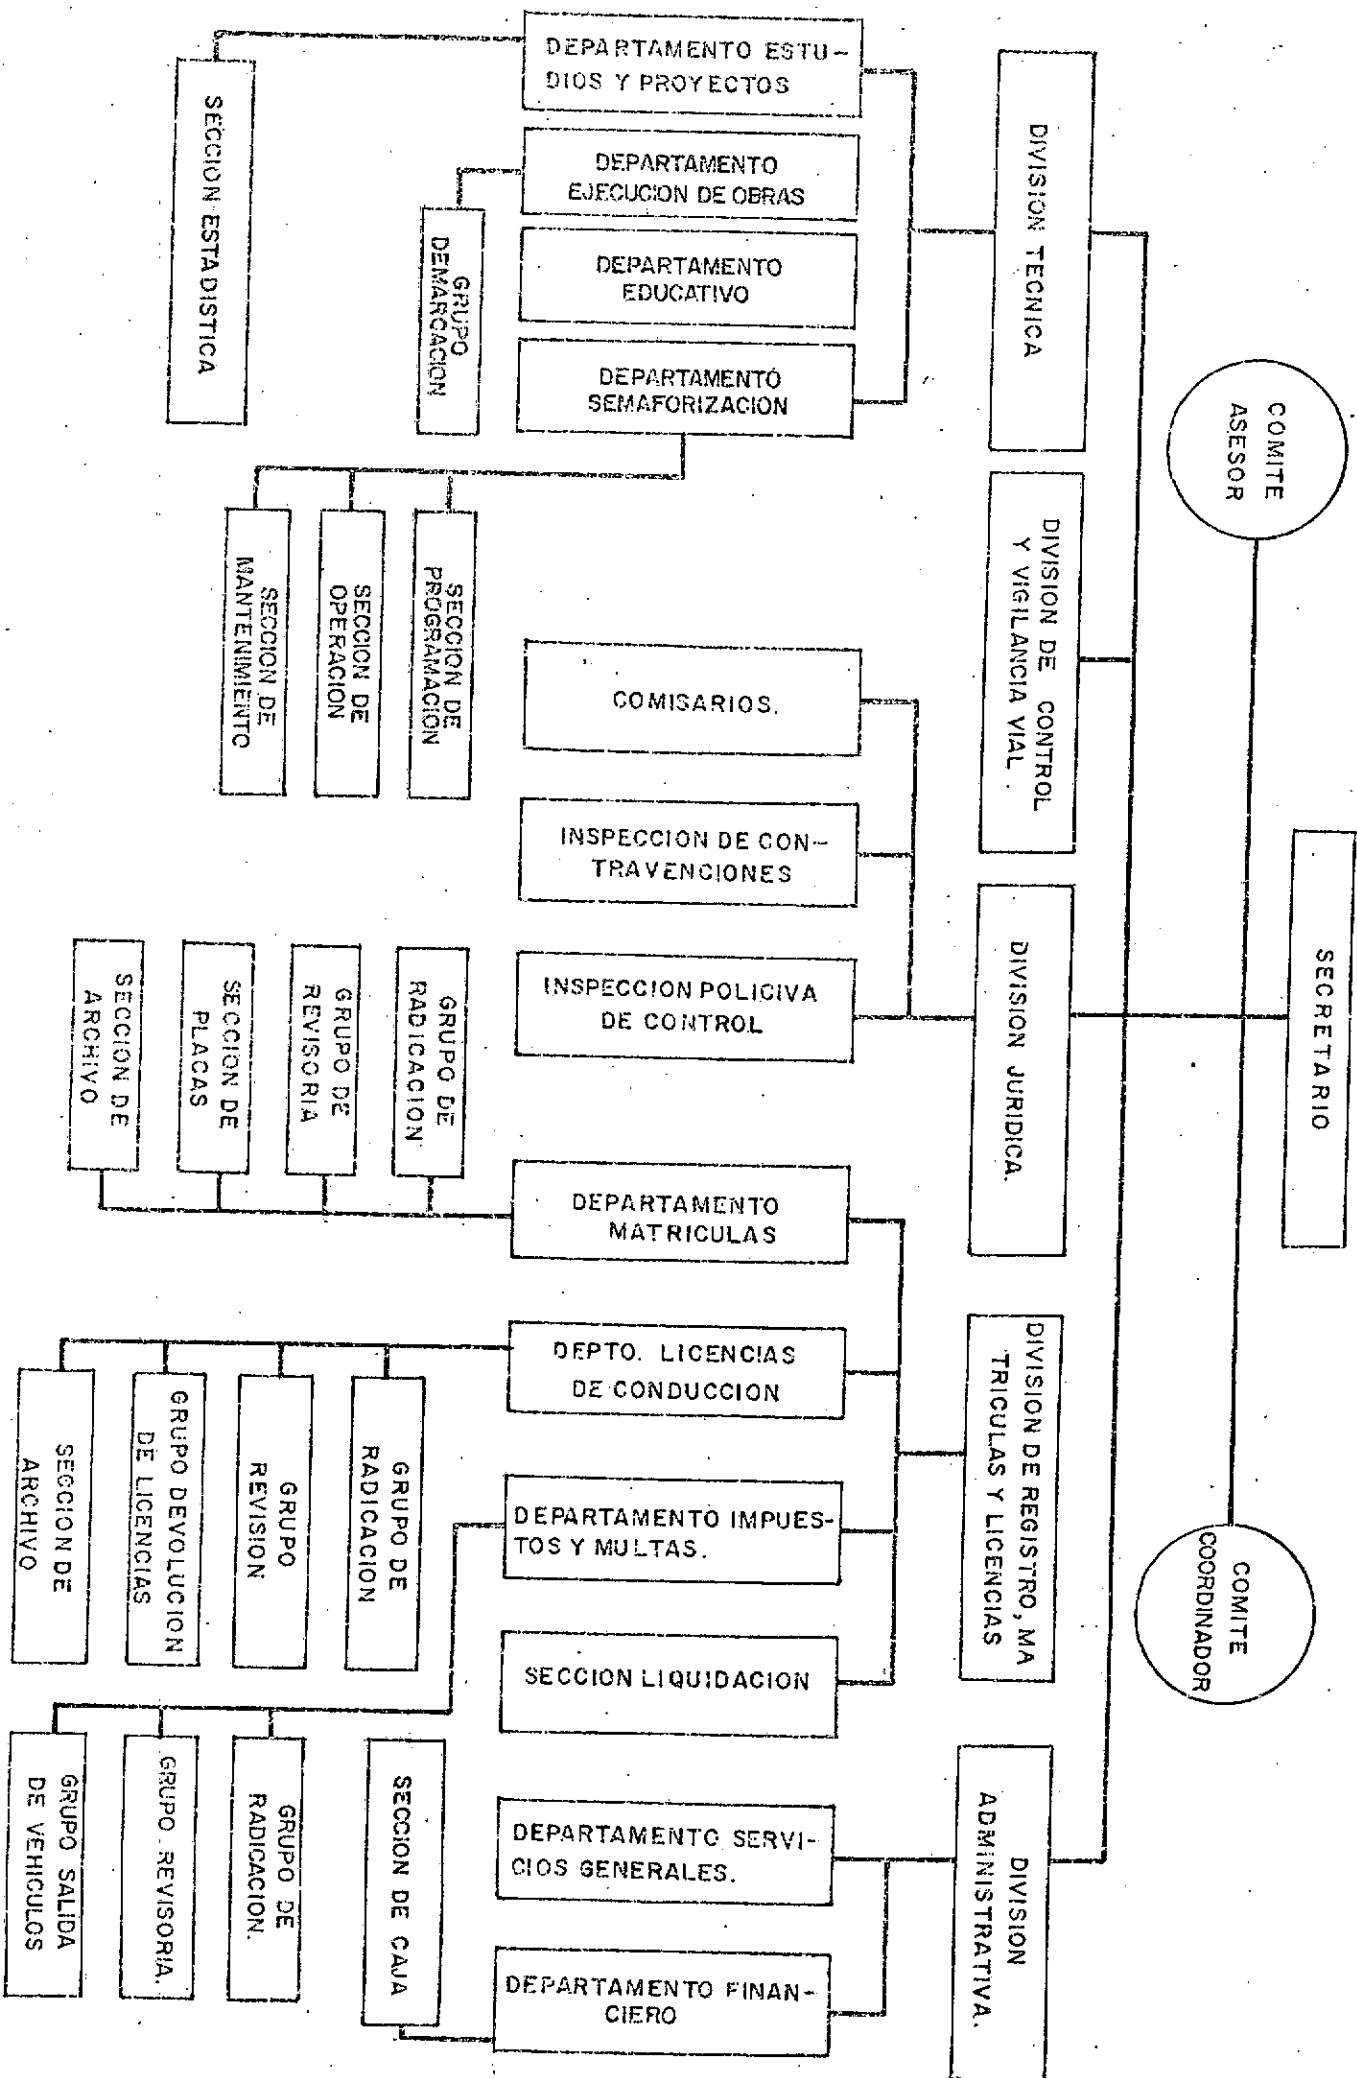 SECRETARIO
COMITE
ASESOR
COMITE
COORDINADOR
DIVISION TECNICA
DIVISION DE CONTROL
Y VIGILANCIA VIAL.
DIVISION JURIDICA.
DIVISION DE REGISTRO, MA
TRICULAS Y LICENCIAS
DIVISION
ADMINISTRATIVA.
DEPARTAMENTO ESTU-
DIOS Y PROYECTOS
DEPARTAMENTO
EJECUCION DE OBRAS
DEPARTAMENTO
EDUCATIVO
DEPARTAMENTO
SEMAFORIZACION
COMISARIOS.
INSPECCION DE CON-
TRAVENCIONES
INSPECCION POLICIVA
DE CONTROL
DEPARTAMENTO
MATRICULAS
DEPTO. LICENCIAS
DE CONDUCCION
DEPARTAMENTO IMPUES-
TOS Y MULTAS.
SECCION LIQUIDACION
DEPARTAMENTO SERVI-
CIOS GENERALES.
DEPARTAMENTO FINAN-
CIERO
SECCION ESTADISTICA
GRUPO
DEMARCACION
SECCION DE
PROGRAMACION
SECCION DE
OPERACION
SECCION DE
MANTENIMIENTO
GRUPO DE
RADICACION
GRUPO DE
REVISORIA
SECCION DE
PLACAS
SECCION DE
ARCHIVO
GRUPO DE
RADICACION
GRUPO
REVISION
GRUPO DEVOLUCION
DE LICENCIAS
SECCION DE
ARCHIVO
SECCION DE CAJA
GRUPO DE
RADICACION.
GRUPO REVISORIA.
GRUPO SALIDA
DE VEHICULOS